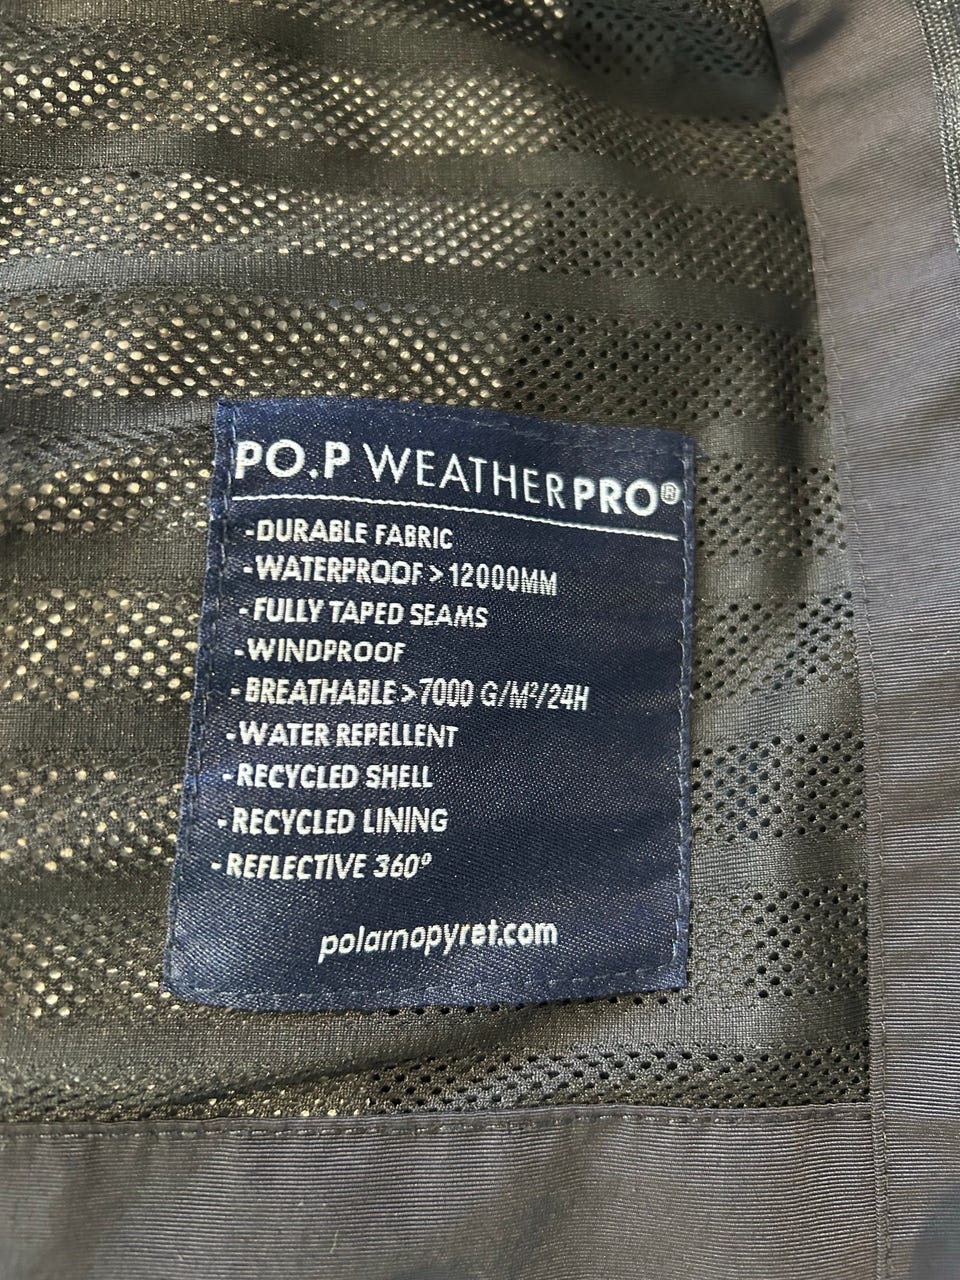 PO.P WEATHERPRO®
-DURABLE FABRIC
-WATERPROOF > 12000MM
- FULLY TAPED SEAMS
-WINDPROOF
- BREATHABLE > 7000 G/M²/24H
-WATER REPELLENT
-RECYCLED SHELL
-RECYCLED LINING
-REFLECTIVE 360º
polarnopyret.com